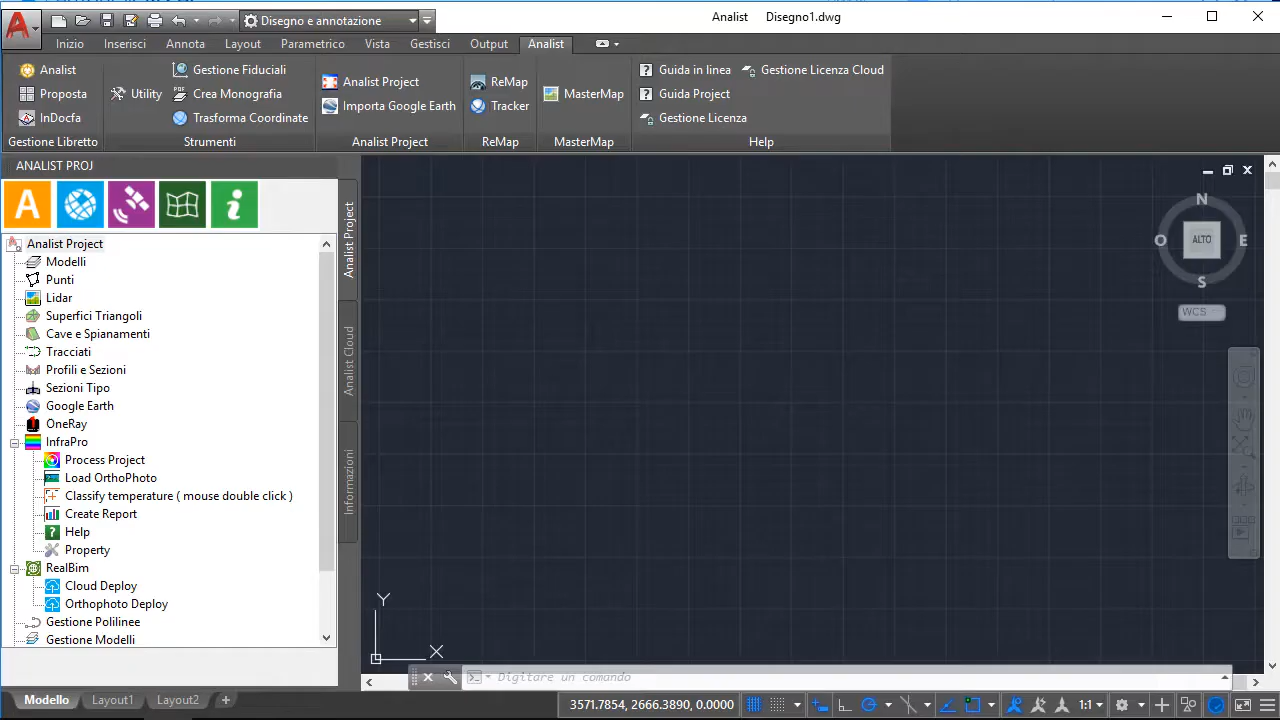 Disegno e annotazione
Analist Disegno1.dwg
Inizio Inserisci Annota Layout Parametrico Vista Gestisci Output Analist
Analist
Proposta
InDocfa
Gestione Libretto
Utility
Gestione Fiduciali
Crea Monografia
Trasforma Coordinate
Strumenti
Analist Project
Importa Google Earth
Analist Project
ReMap
Tracker
ReMap
MasterMap
MasterMap
Guida in linea Gestione Licenza Cloud
Guida Project
Gestione Licenza
Help
ANALIST PROJ
Analist Project
Modelli
Punti
Lidar
Superfici Triangoli
Cave e Spianamenti
Tracciati
Profili e Sezioni
Sezioni Tipo
Google Earth
OneRay
InfraPro
Process Project
Load OrthoPhoto
Classify temperature ( mouse double click )
Create Report
Help
Property
RealBim
Cloud Deploy
Orthophoto Deploy
Gestione Polilinee
Gestione Modelli
Analist Project
Analist Cloud
Informazioni
N
O ALTO E
S
WCS
Y
X
Digitare un comando
Modello Layout1 Layout2 +
3571.7854, 2666.3890, 0.0000
1:1